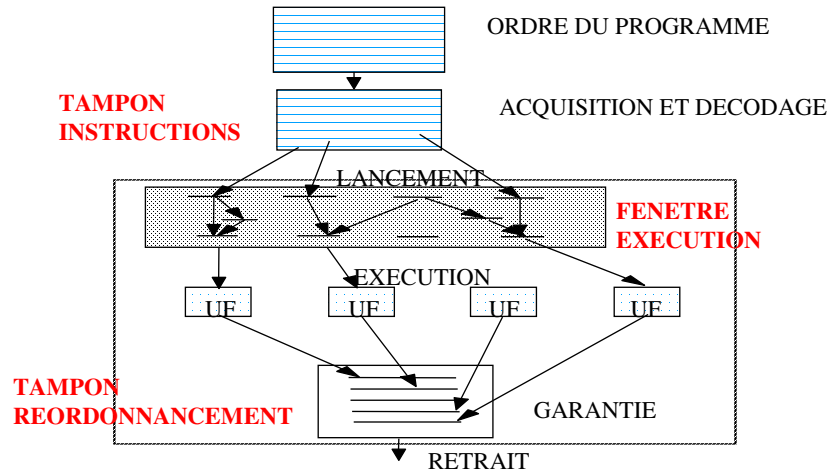 ORDRE DU PROGRAMME
TAMPON
INSTRUCTIONS
ACQUISITION ET DECODAGE
LANCEMENT
FENETRE
EXECUTION
EXECUTION
UF
UF
UF
UF
TAMPON
REORDONNANCEMENT
GARANTIE
RETRAIT